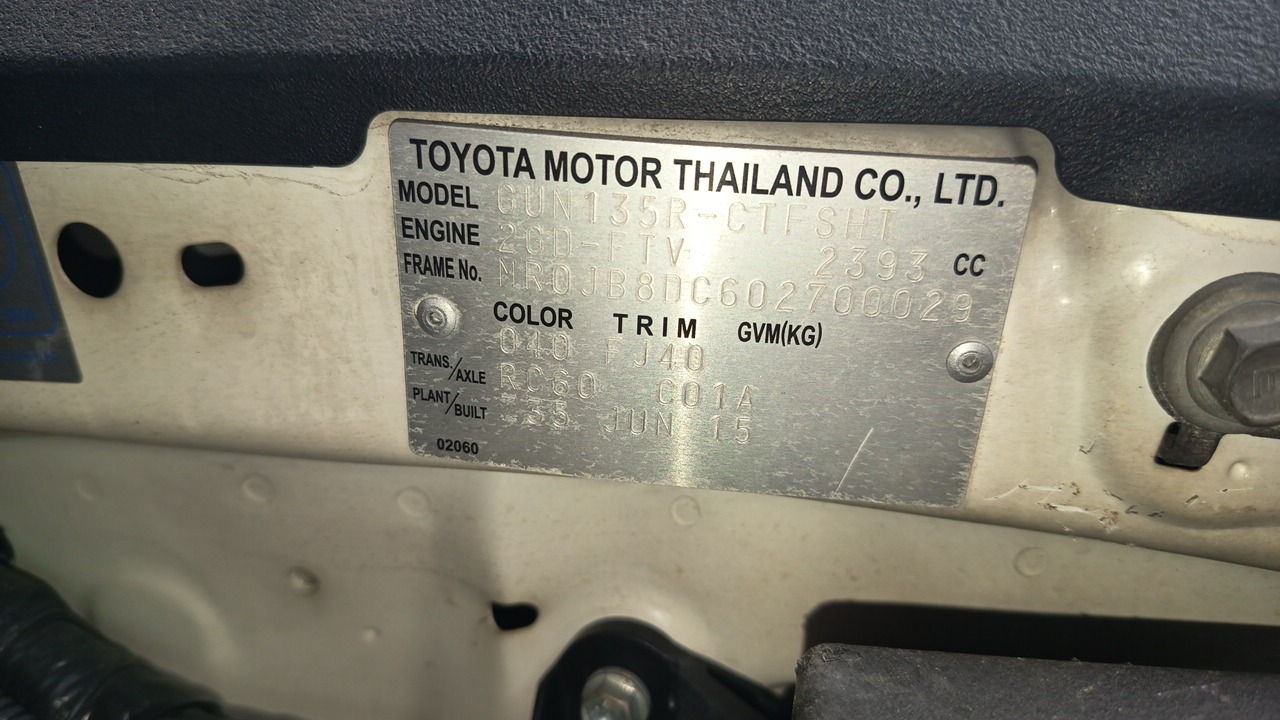 TOYOTA MOTOR THAILAND CO., LTD.
MODEL GUN135R-CTFSHT
ENGINE 2GD-FTV 2393 CC
FRAME No. MR0JB8DC602700029
COLOR TRIM GVM(KG)
040 FJ40
TRANS./AXLE RC60 C01A
PLANT/BUILT 735 JUN 15
02060